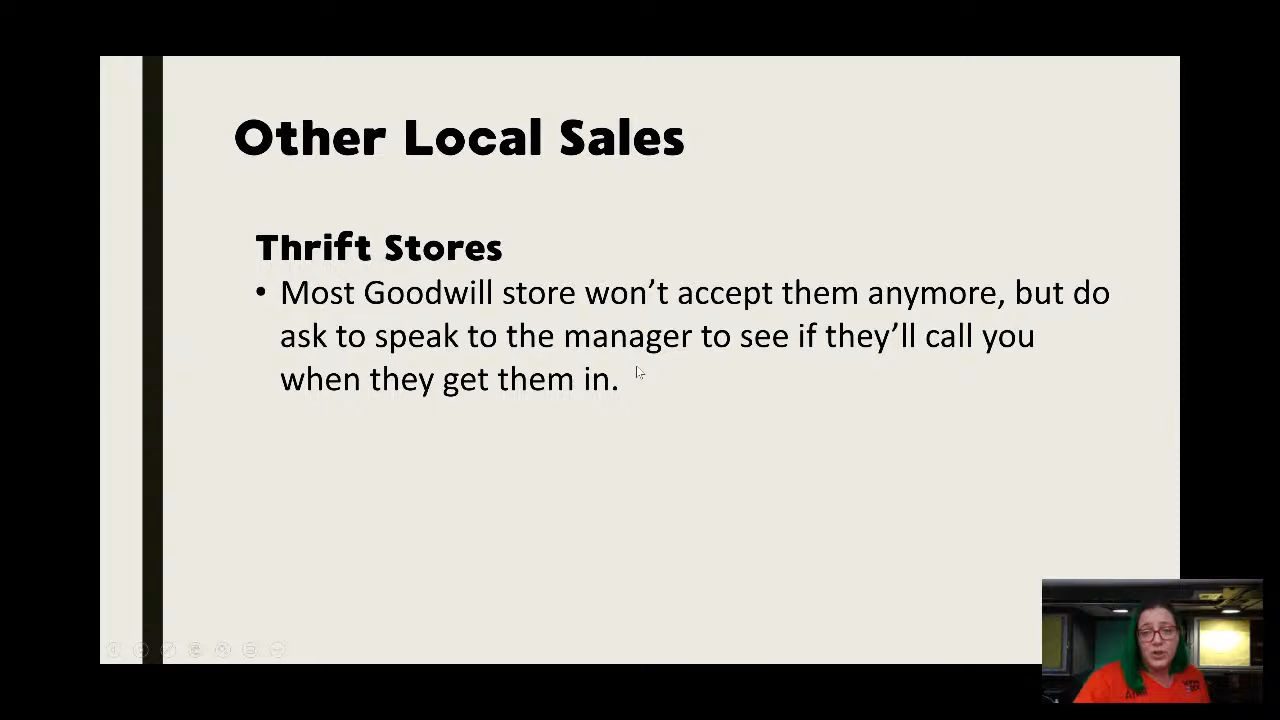 Other Local Sales
Thrift Stores
• Most Goodwill store won’t accept them anymore, but do
ask to speak to the manager to see if they’ll call you
when they get them in.